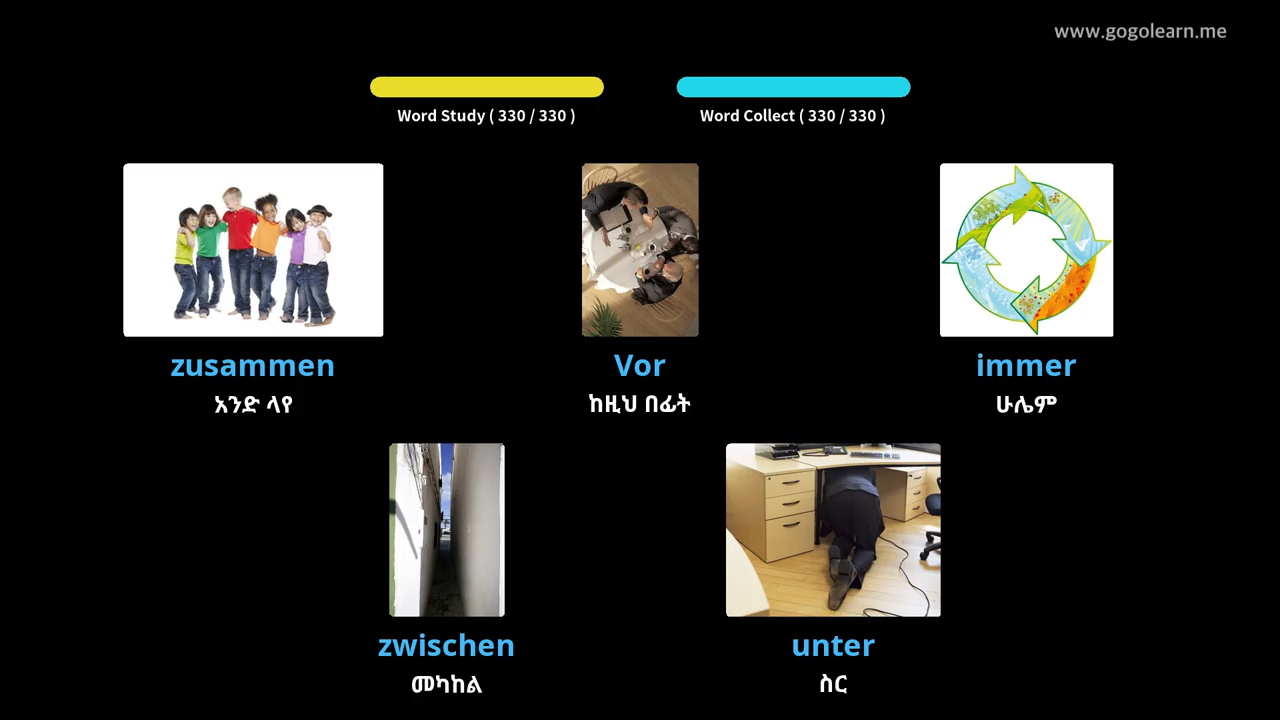 www.gogolearn.me
Word Study ( 330 / 330 )
Word Collect ( 330 / 330 )
zusammen
አንድ ላየ
Vor
ከዚህ በፊት
immer
ሁሌም
zwischen
መካከል
unter
ስር